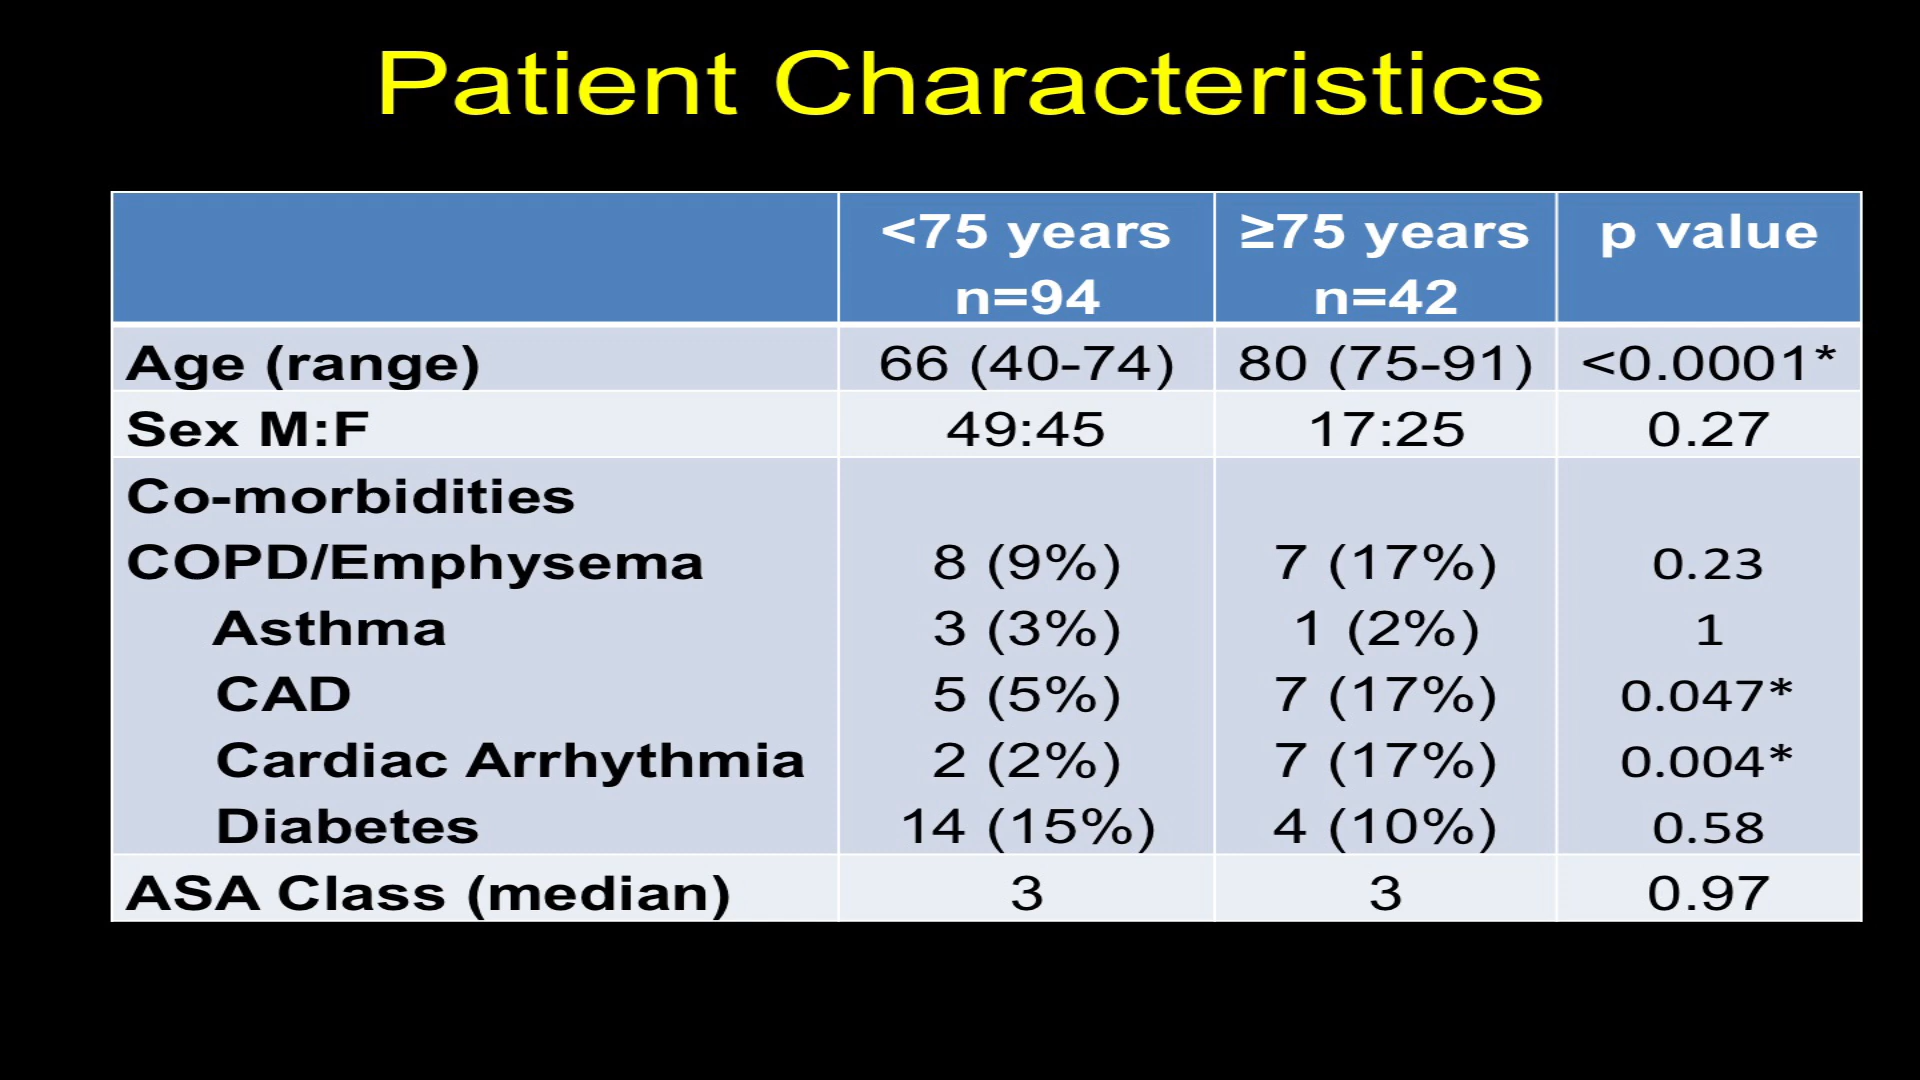 Patient Characteristics
<75 years ≥75 years p value
n=94 n=42
Age (range) 66 (40-74) 80 (75-91) <0.0001*
Sex M:F 49:45 17:25 0.27
Co-morbidities
COPD/Emphysema 8 (9%) 7 (17%) 0.23
Asthma 3 (3%) 1 (2%) 1
CAD 5 (5%) 7 (17%) 0.047*
Cardiac Arrhythmia 2 (2%) 7 (17%) 0.004*
Diabetes 14 (15%) 4 (10%) 0.58
ASA Class (median) 3 3 0.97